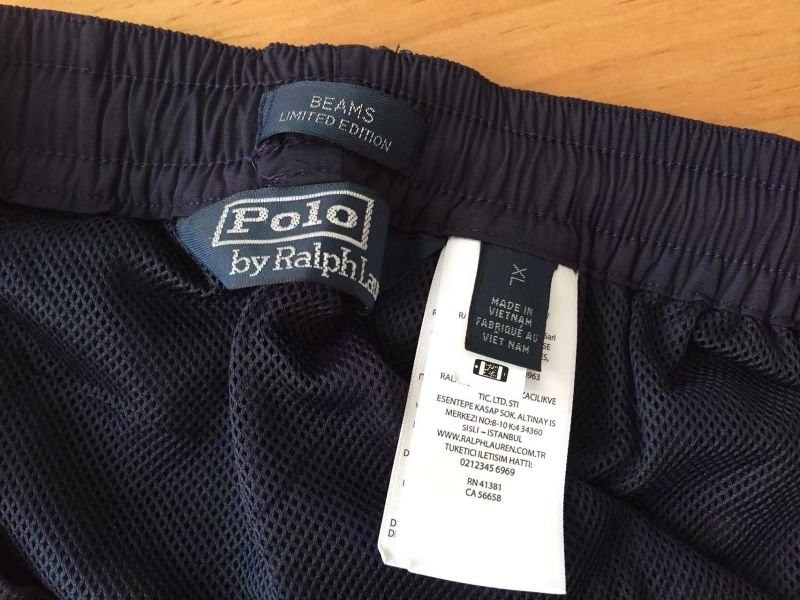 BEAMS
LIMITED EDITION
Polo
by Ralph
XL
MADE IN
VIETNAM
FABRIQUÉ AU
VIET NAM
TIC. LTD. STI
ESENTEPE KASAP SOK. ALTINAY IS
MERKEZI NO:8-10 K:4 34360
SISLI – ISTANBUL
WWW.RALPHLAUREN.COM.TR
TUKETICI ILETISIM HATTI:
0212345 6969
RN 41381
CA 56658